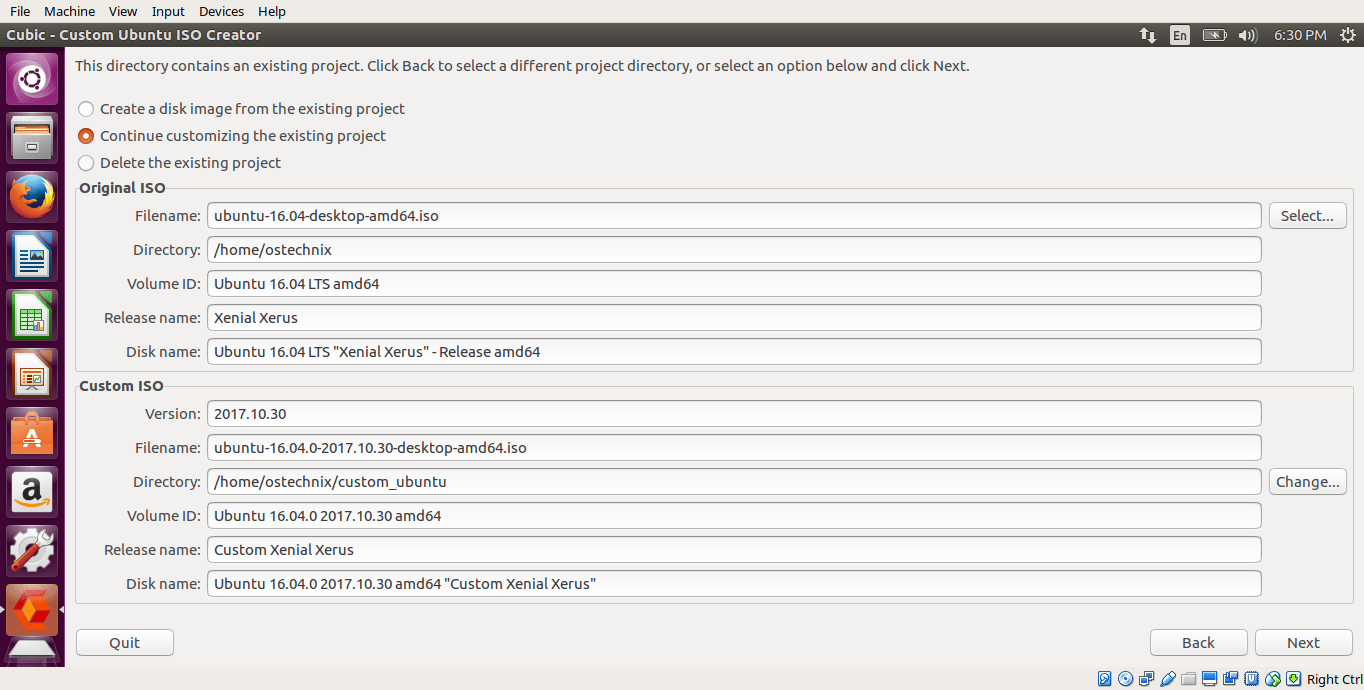 File Machine View Input Devices Help
Cubic - Custom Ubuntu ISO Creator En 6:30 PM
This directory contains an existing project. Click Back to select a different project directory, or select an option below and click Next.
Create a disk image from the existing project
Continue customizing the existing project
Delete the existing project
Original ISO
Filename: ubuntu-16.04-desktop-amd64.iso Select...
Directory: /home/ostechnix
Volume ID: Ubuntu 16.04 LTS amd64
Release name: Xenial Xerus
Disk name: Ubuntu 16.04 LTS "Xenial Xerus" - Release amd64
Custom ISO
Version: 2017.10.30
Filename: ubuntu-16.04.0-2017.10.30-desktop-amd64.iso
Directory: /home/ostechnix/custom_ubuntu Change...
Volume ID: Ubuntu 16.04.0 2017.10.30 amd64
Release name: Custom Xenial Xerus
Disk name: Ubuntu 16.04.0 2017.10.30 amd64 "Custom Xenial Xerus"
Quit Back Next
Right Ctrl